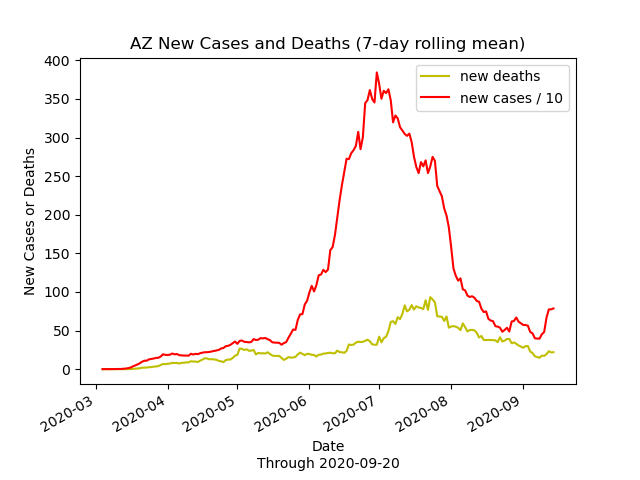 AZ New Cases and Deaths (7-day rolling mean)
new deaths
new cases / 10
New Cases or Deaths
400
350
300
250
200
150
100
50
0
2020-03
2020-04
2020-05
2020-06
2020-07
2020-08
2020-09
Date
Through 2020-09-20